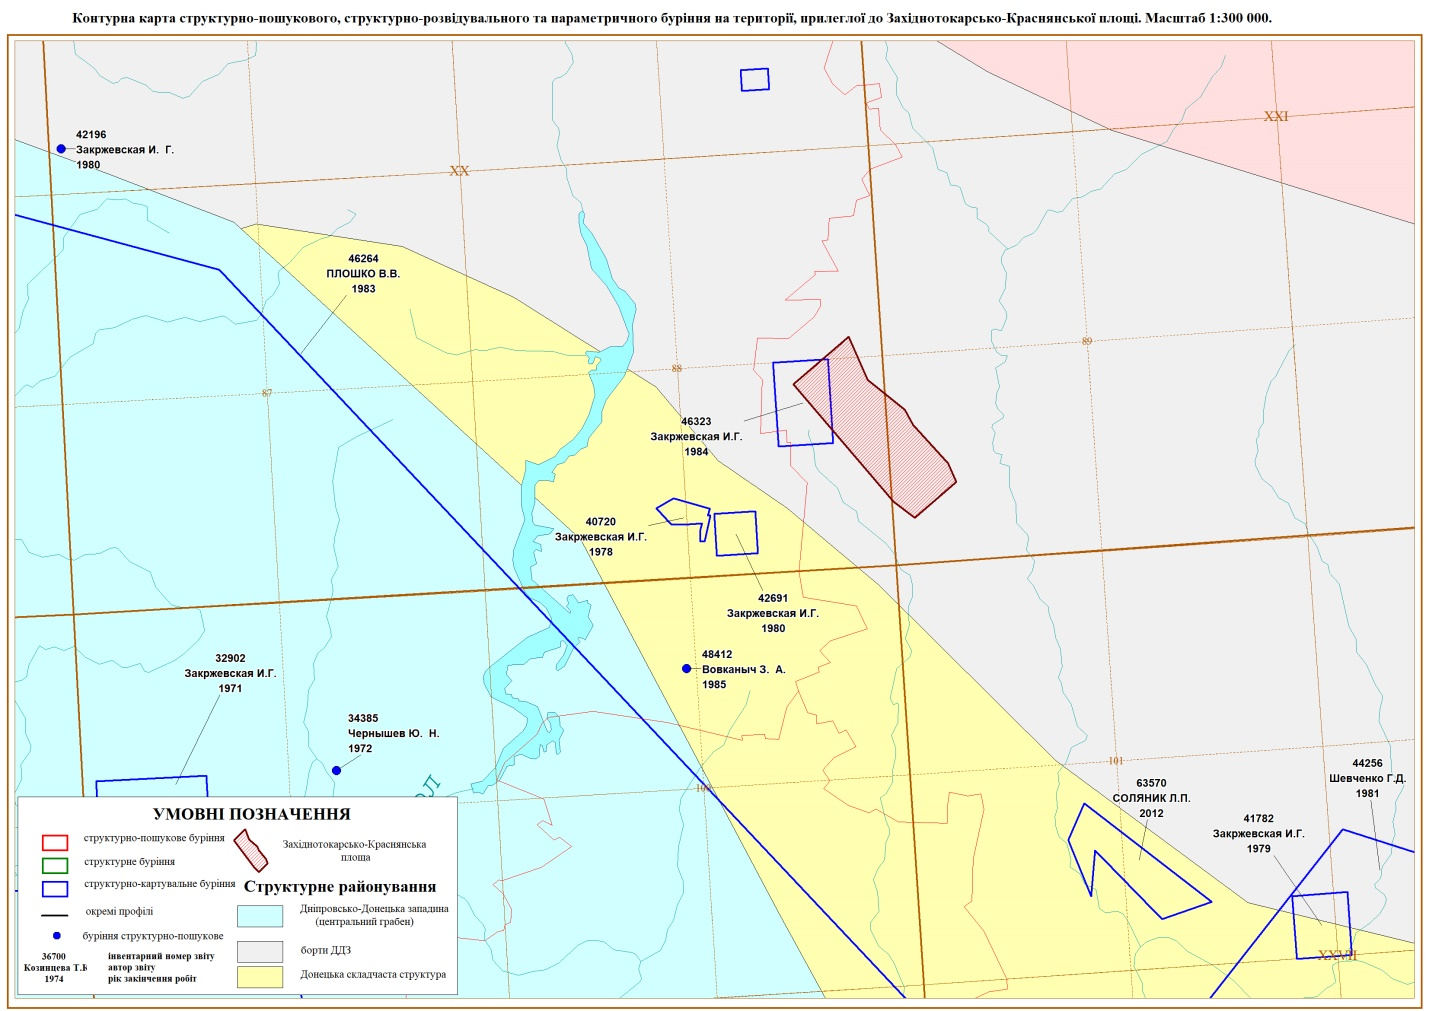 Контурна карта структурно-пошукового, структурно-розвідувального та параметричного буріння на території, прилеглої до Західнотокарсько-Краснянської площі. Масштаб 1:300 000.
XXI
42196
Закржевская И. Г.
1980
XX
46264
ПЛОШКО В.В.
1983
89
88
87
46323
Закржевская И.Г.
1984
40720
Закржевская И.Г.
1978
42691
Закржевская И.Г.
1980
48412
Вовканыч З. А.
1985
32902
Закржевская И.Г.
1971
34385
Чернышев Ю. Н.
1972
101
100
63570
СОЛЯНИК Л.П.
2012
44256
Шевченко Г.Д.
1981
41782
Закржевская И.Г.
1979
XXVII
УМОВНІ ПОЗНАЧЕННЯ
структурно-пошукове буріння
структурне буріння
структурно-картувальне буріння
окремі профілі
буріння структурно-пошукове
36700
Козинцева Т.
1974
інвентарний номер звіту
автор звіту
рік закінчення робіт
Західнотокарсько-Краснянська
площа
Структурне районування
Дніпровсько-Донецька западина
(центральний грабен)
борти ДДЗ
Донецька складчаста структура